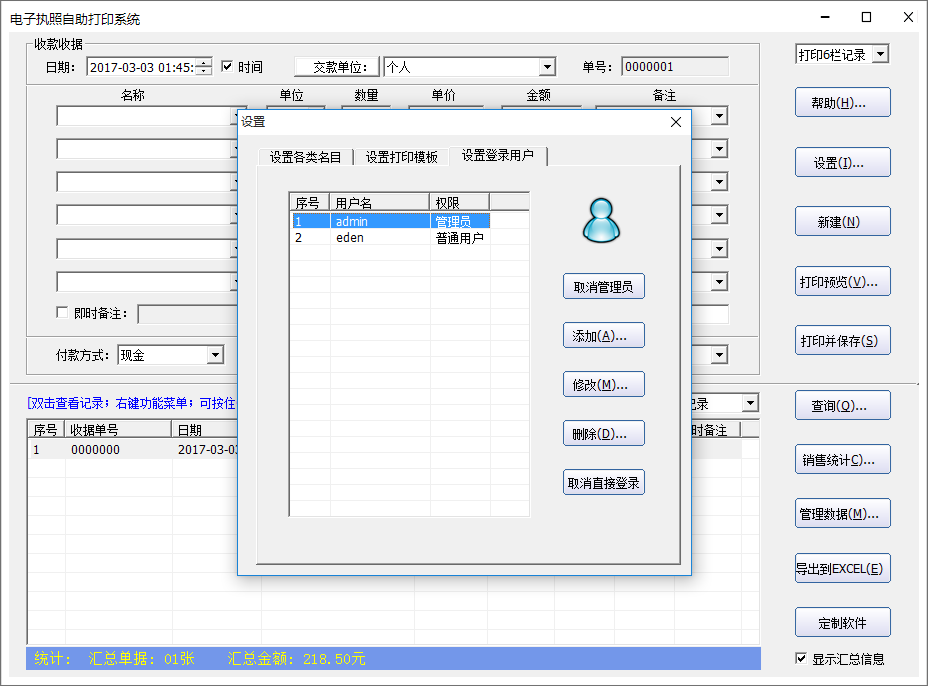 电子执照自助打印系统
收款收据
日期： 2017-03-03 01:45: 时间 交款单位： 个人 单号： 0000001
打印6栏记录
名称 单位 数量 单价 金额 备注
帮助(H)...
设置
设置各类名目 设置打印模板 设置登录用户
设置(I)...
序号 用户名 权限
1 admin 管理员
2 eden 普通用户
新建(N)
取消管理员
打印预览(V)...
即时备注：
添加(A)...
打印并保存(S)
付款方式： 现金
修改(M)...
[双击查看记录；右键功能菜单；可按住
记录
查询(Q)...
序号 收据单号 日期
时备注
删除(D)...
1 0000000 2017-03-03
销售统计C)...
取消直接登录
管理数据(M)...
导出到EXCEL(E)
定制软件
统计： 汇总单据：01张 汇总金额：218.50元
显示汇总信息